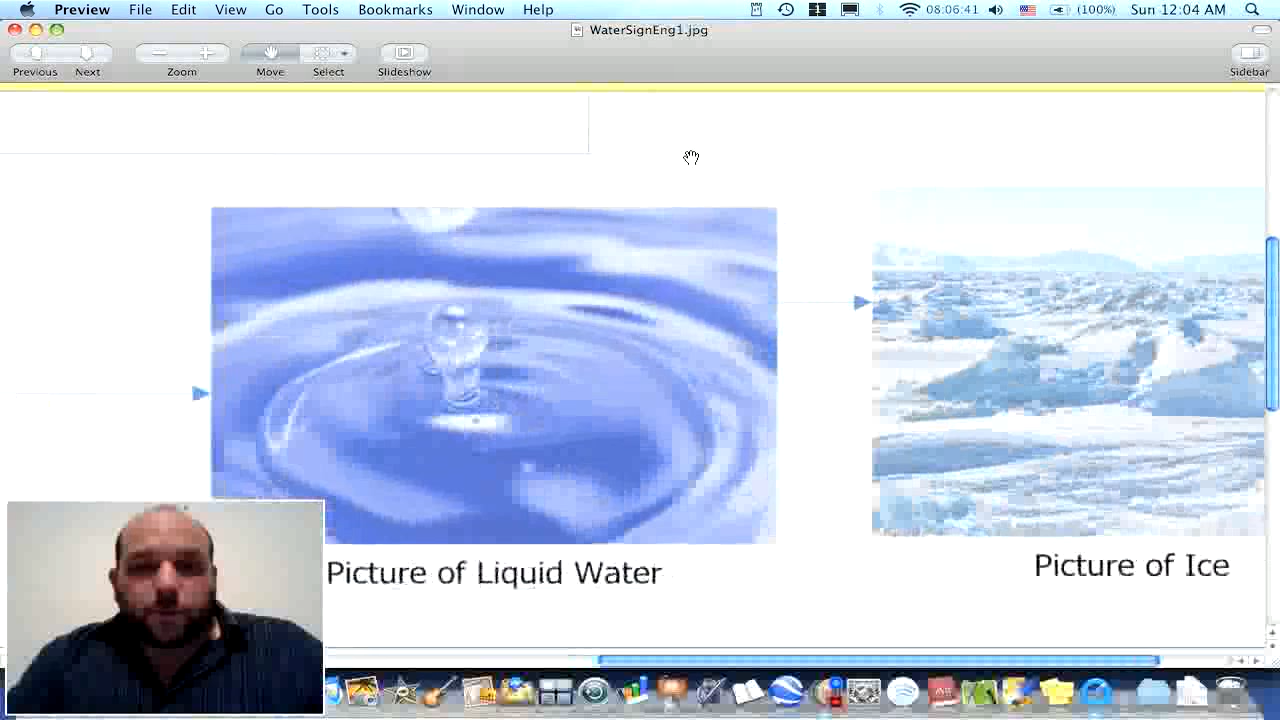 Preview File Edit View Go Tools Bookmarks Window Help 1 08:06:41 (100%) Sun 12:04 AM
WaterSignEng1.jpg
Previous Next Zoom Move Select Slideshow Sidebar
Picture of Liquid Water
Picture of Ice